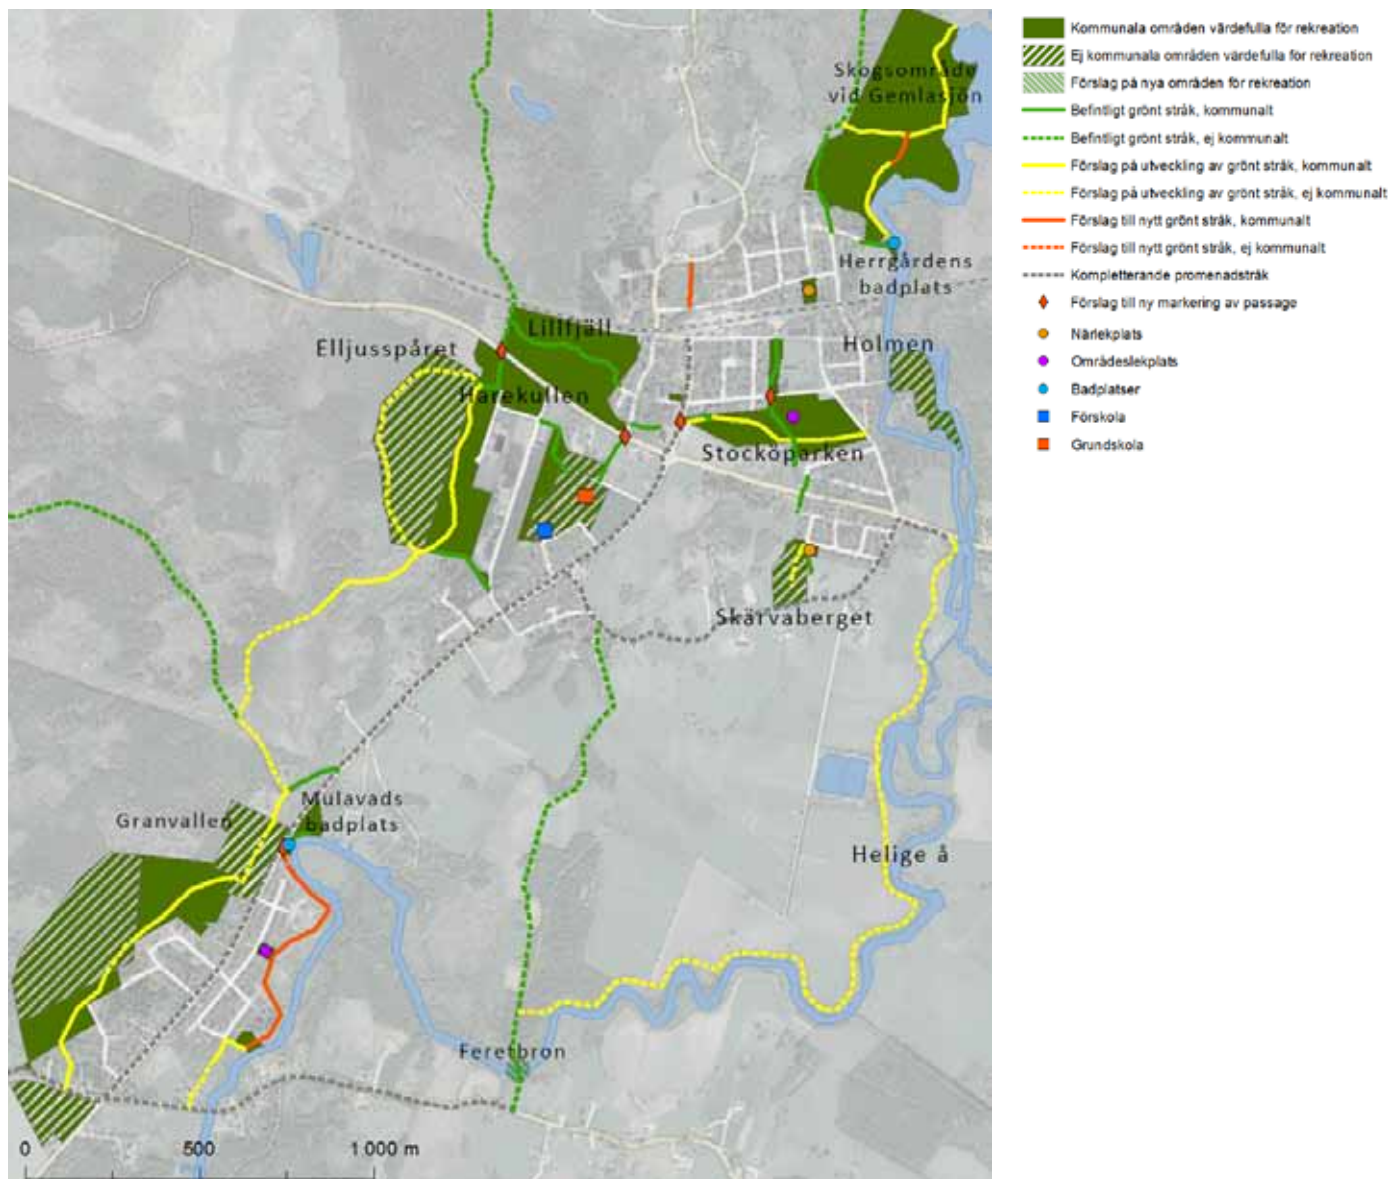 Skogsområde
vid Gemlasjön
Herrgårdens
badplats
Lillfjäll
Elljusspåret
Holmen
Harekullen
Stocköparken
Skärvaberget
Mulavads
badplats
Granvallen
Helige å
Feretbron
0 500 1 000 m
Kommunala områden värdefulla för rekreation
Ej kommunala områden värdefulla för rekreation
Förslag på nya områden för rekreation
Befintligt grönt stråk, kommunalt
Befintligt grönt stråk, ej kommunalt
Förslag på utveckling av grönt stråk, kommunalt
Förslag på utveckling av grönt stråk, ej kommunalt
Förslag till nytt grönt stråk, kommunalt
Förslag till nytt grönt stråk, ej kommunalt
Kompletterande promenadstråk
Förslag till ny markering av passage
Närlekplats
Områdeslekplats
Badplatser
Förskola
Grundskola